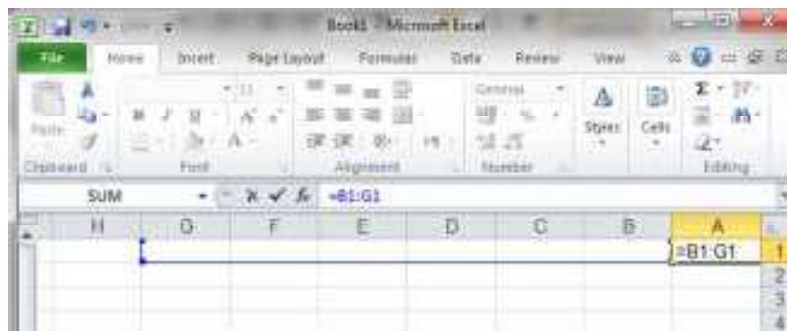 Book1 - Microsoft Excel
File Home Insert Page Layout Formulas Data Review View
11 General
Paste Styles Cells
Clipboard Font Alignment Number Editing
SUM =B1:G1
H G F E D C B A
=B1:G1 1
2
3
4